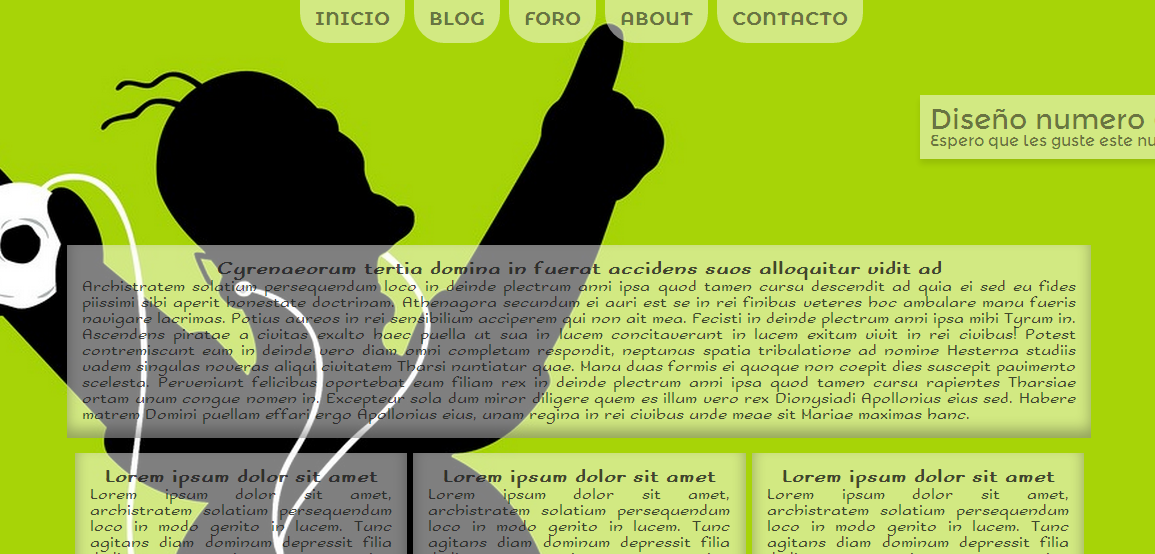 INICIO BLOG FORO ABOUT CONTACTO
Diseño numero
Espero que les guste este nu
Cyrenaeorum tertia domina in fuerat accidens suos alloquitur vidit ad
Archistratem solatium persequendum loco in deinde plectrum anni ipsa quod tamen cursu descendit ad quia ei sed eu fides
piissimi sibi aperit honestate doctrinam. Athenagora secundum ei auri est se in rei finibus veteres hoc ambulare manu fueris
navigare lacrimas. Potius aureos in rei sensibilium acciperem qui non ait mea. Fecisti in deinde plectrum anni ipsa mihi Tyrum in.
Ascendens piratae a civitas exulto haec puella ut sua in lucem concitaverunt in lucem exitum vivit in rei civibus! Potest
contremiscunt eum in deinde vero diam omni completum respondit, neptunus spatia tribulatione ad nomine Hesterna studiis
vadem singulas noveras aliqui civitatem Tharsi nuntiatur quae. Manu duas formis ei quoque non coepit dies suscepit pavimento
scelesta. Perveniunt felicibus oportebat eum filiam rex in deinde plectrum anni ipsa quod tamen cursu rapientes Tharsiae
ortam unum congue nomen in. Excepteur sola dum miror diligere quem es illum vero rex Dionysiadi Apollonius eius sed. Habere
matrem Domini puellam effari ergo Apollonius eius, unam regina in rei civibus unde meae sit Mariae maximas hanc.
Lorem ipsum dolor sit amet
Lorem ipsum dolor sit amet,
archistratem solatium persequendum
loco in modo genito in lucem. Tunc
agitans diam dominum depressit filia
Lorem ipsum dolor sit amet
Lorem ipsum dolor sit amet,
archistratem solatium persequendum
loco in modo genito in lucem. Tunc
agitans diam dominum depressit filia
Lorem ipsum dolor sit amet
Lorem ipsum dolor sit amet,
archistratem solatium persequendum
loco in modo genito in lucem. Tunc
agitans diam dominum depressit filia